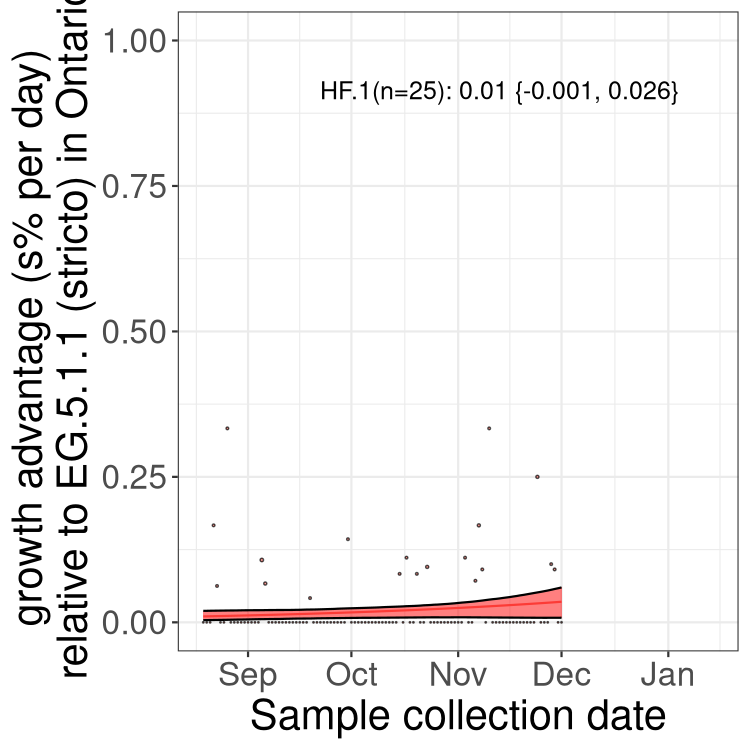 growth advantage (s% per day)
relative to EG.5.1.1 (stricto) in Ontario
1.00
0.75
0.50
0.25
0.00
HF.1(n=25): 0.01 {-0.001, 0.026}
Sep Oct Nov Dec Jan
Sample collection date